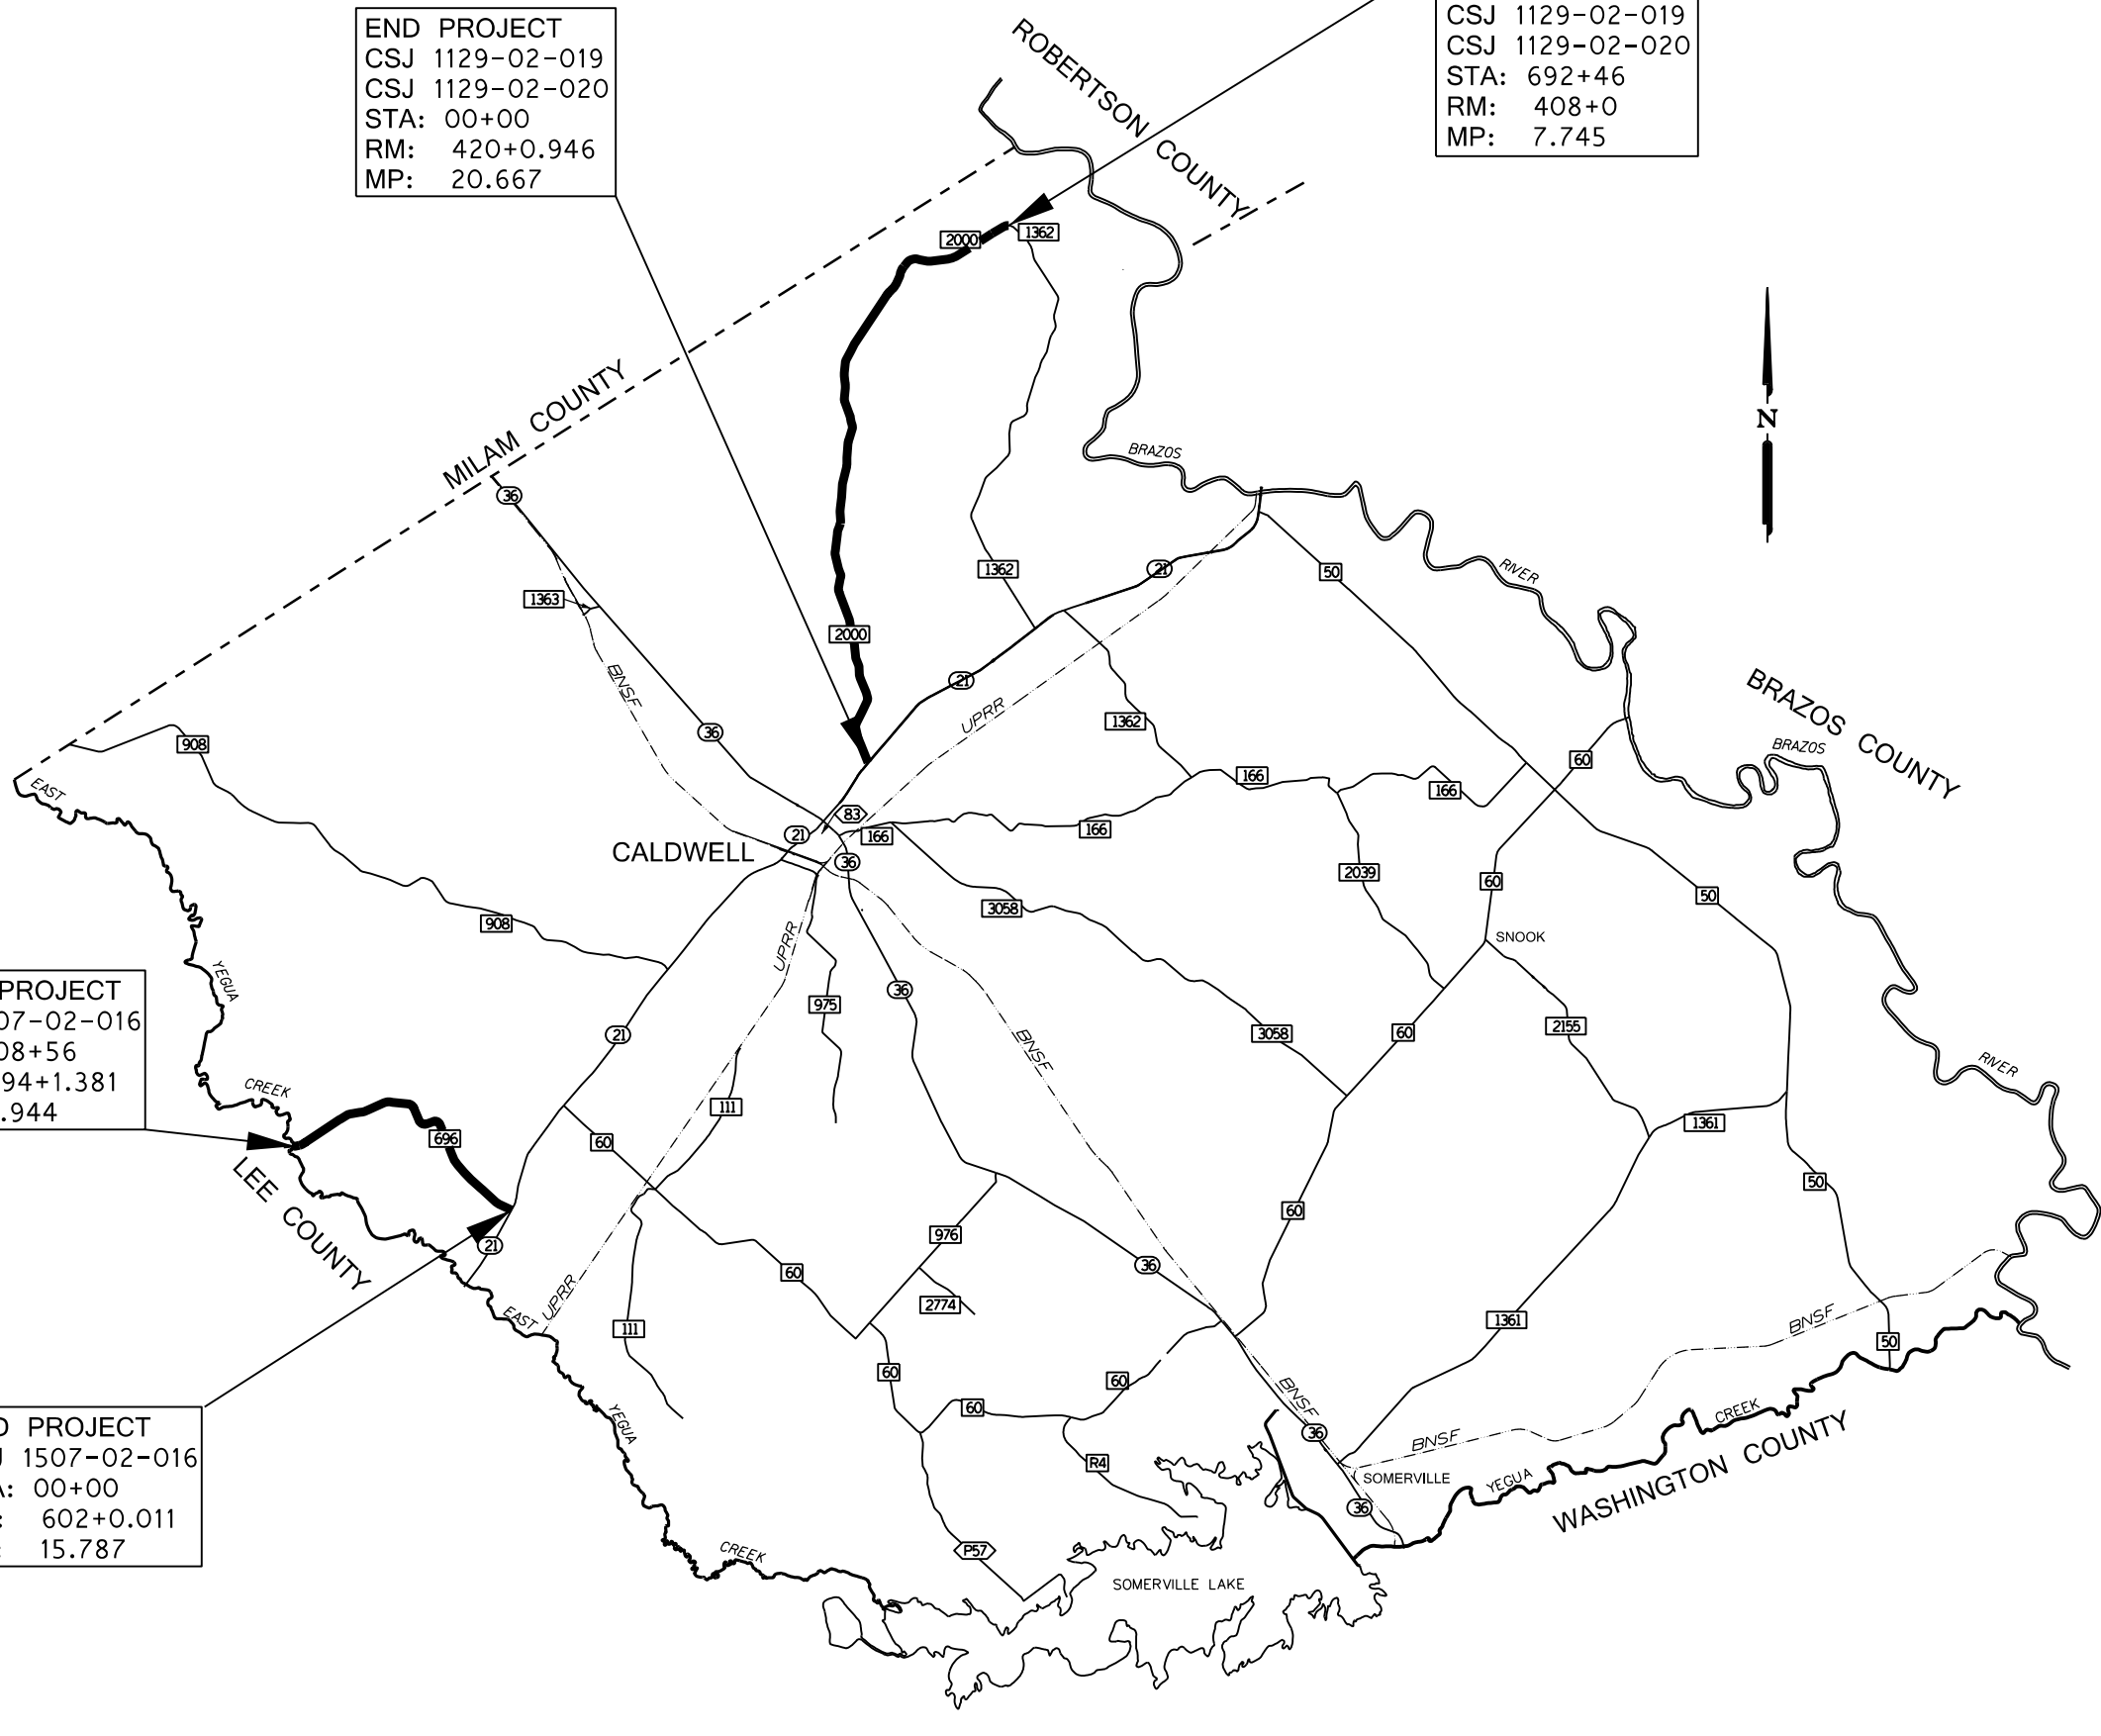 END PROJECT
CSJ 1129-02-019
CSJ 1129-02-020
STA: 00+00
RM: 420+0.946
MP: 20.667
CSJ 1129-02-019
CSJ 1129-02-020
STA: 692+46
RM: 408+0
MP: 7.745
ROBERTSON COUNTY
2000
1362
MILAM COUNTY
36
BRAZOS
N
1363
1362
21
50
RIVER
2000
BNSF
21
UPRR
36
1362
908
BRAZOS COUNTY
BRAZOS
60
EAST
166
166
83
21
166
166
CALDWELL
36
2039
60
50
908
3058
SNOOK
UPRR
YEGUA
PROJECT
07-02-016
08+56
94+1.381
.944
975
36
21
3058
60
2155
BNSF
CREEK
RIVER
111
1361
696
60
LEE COUNTY
50
60
976
21
36
60
2774
UPRR
EAST
111
1361
BNSF
50
60
60
60
BNSF
YEGUA
D PROJECT
J 1507-02-016
A: 00+00
: 602+0.011
: 15.787
36
BNSF
CREEK
WASHINGTON COUNTY
R4
SOMERVILLE
YEGUA
36
P57
CREEK
SOMERVILLE LAKE